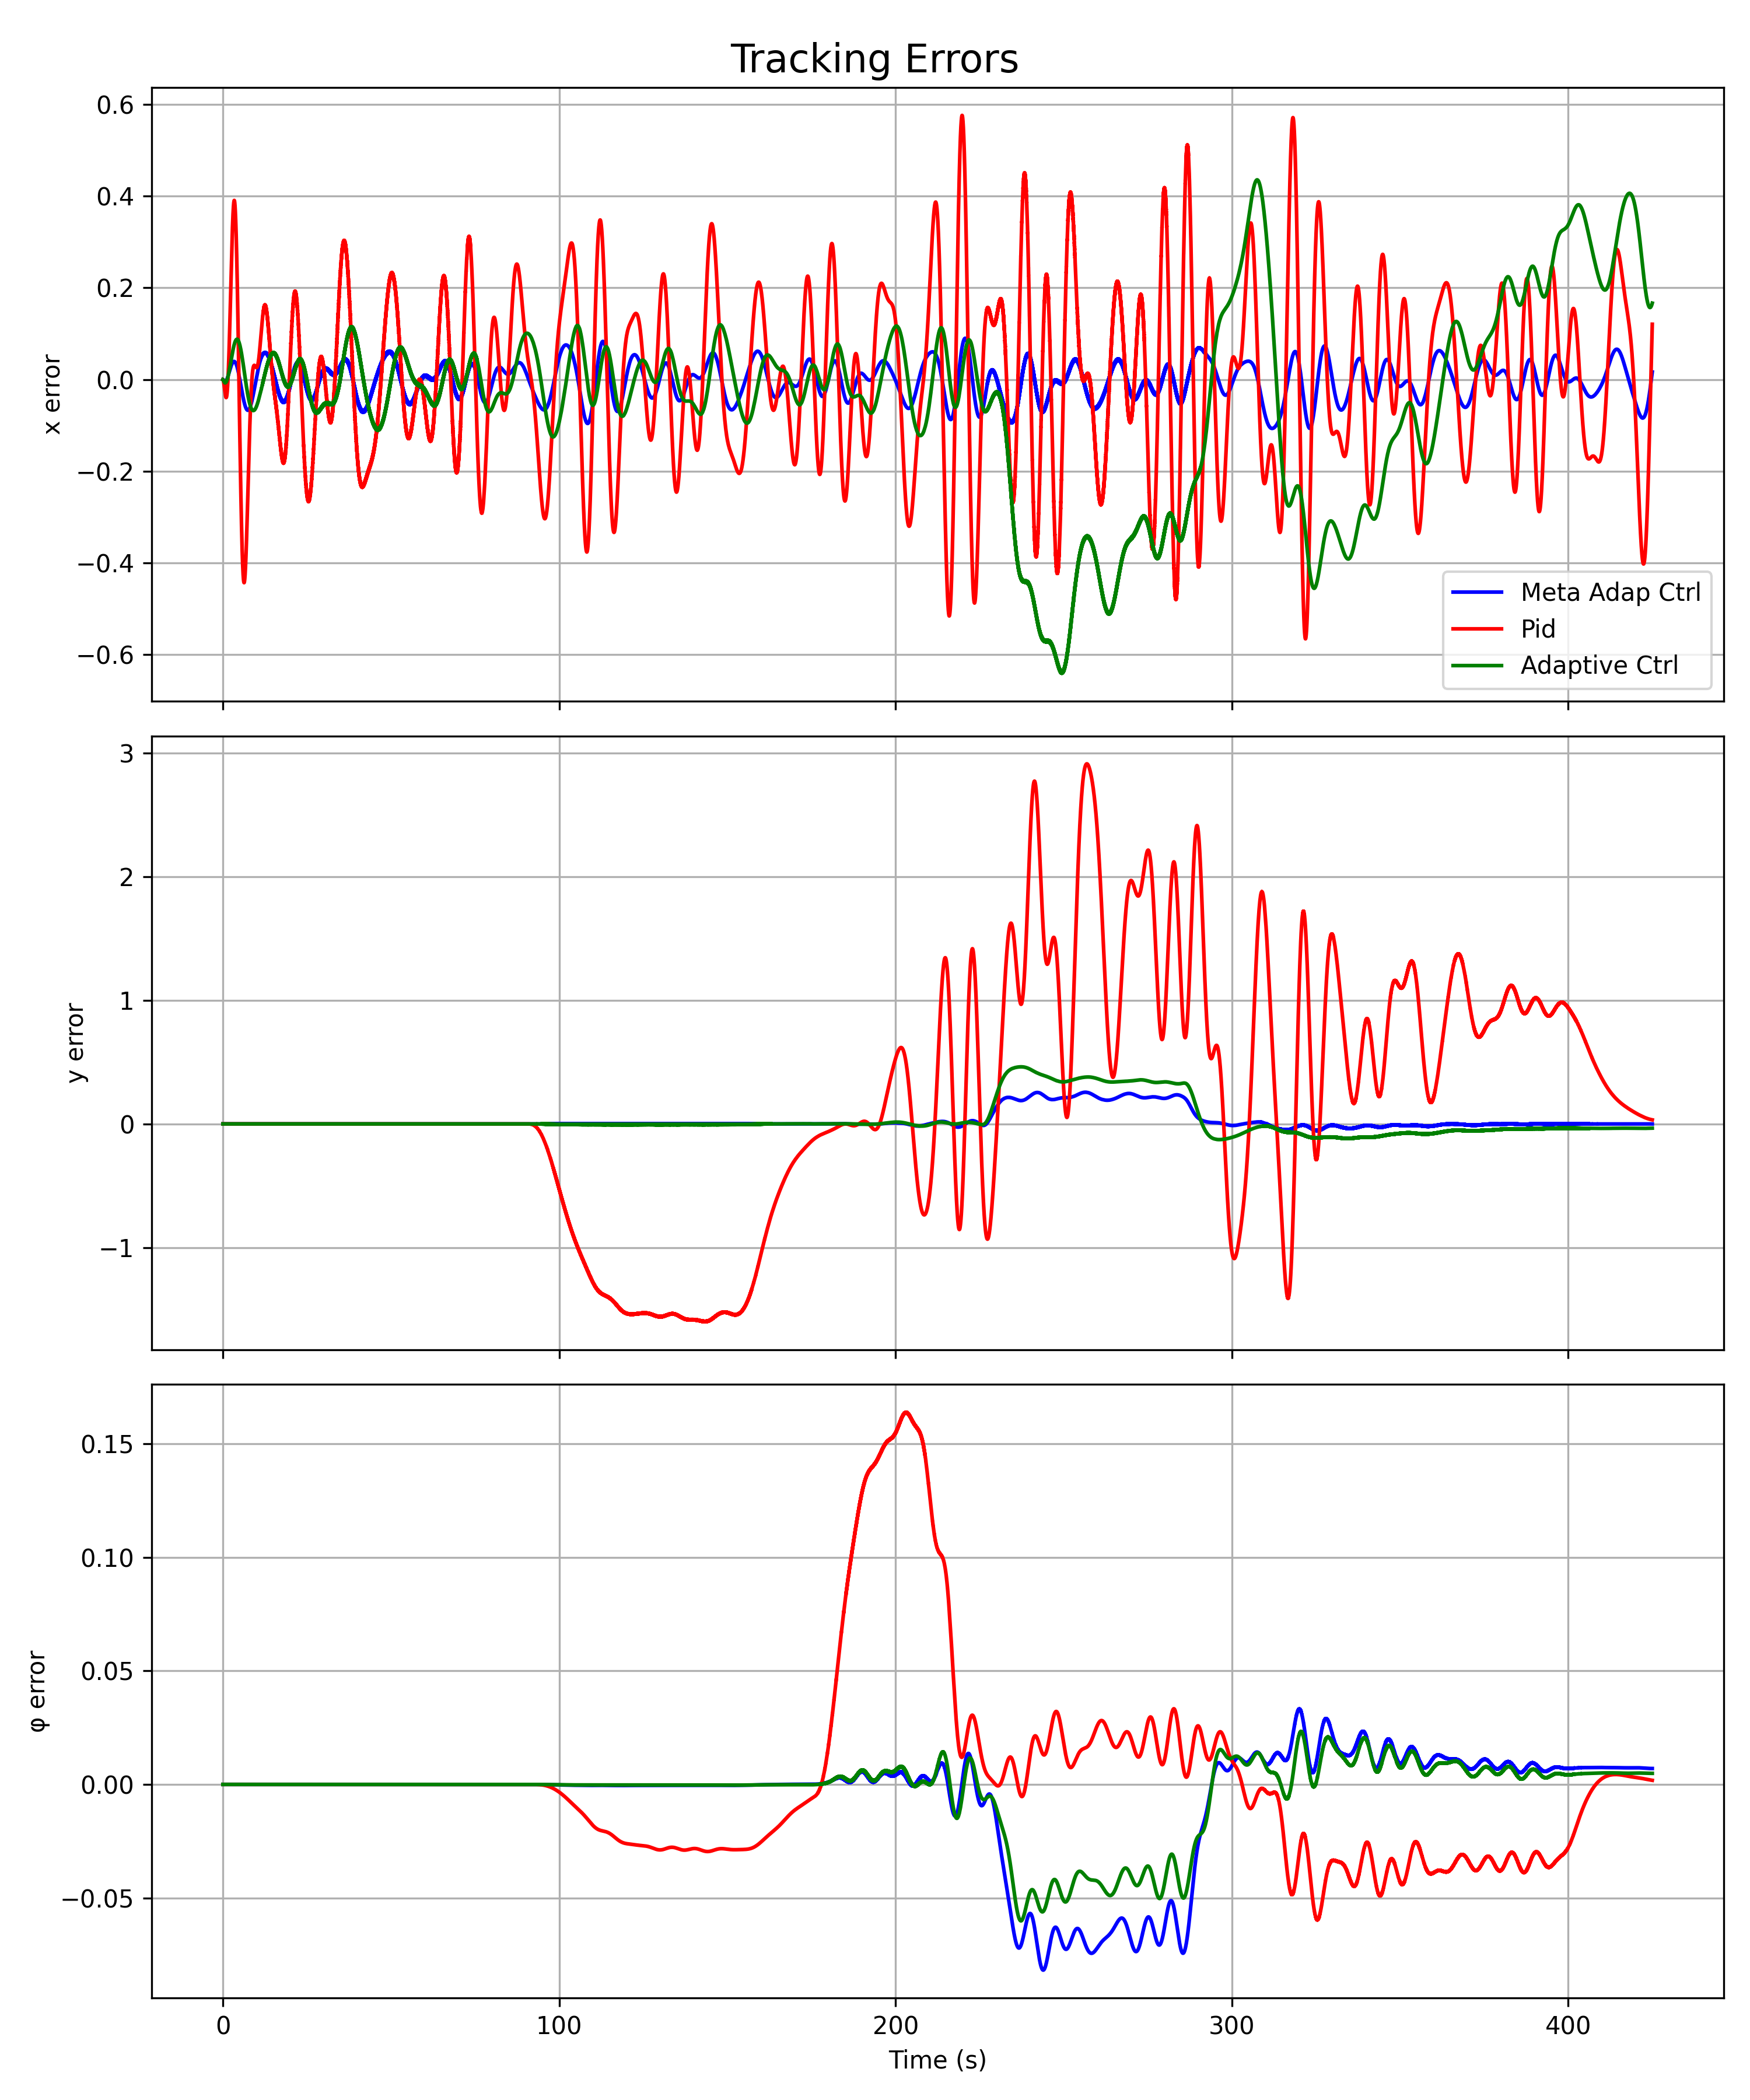 Tracking Errors
0.6
0.4
0.2
0.0
−0.2
−0.4
−0.6
x error
Meta Adap Ctrl
Pid
Adaptive Ctrl
3
2
1
0
−1
y error
0.15
0.10
0.05
0.00
−0.05
φ error
0 100 200 300 400
Time (s)